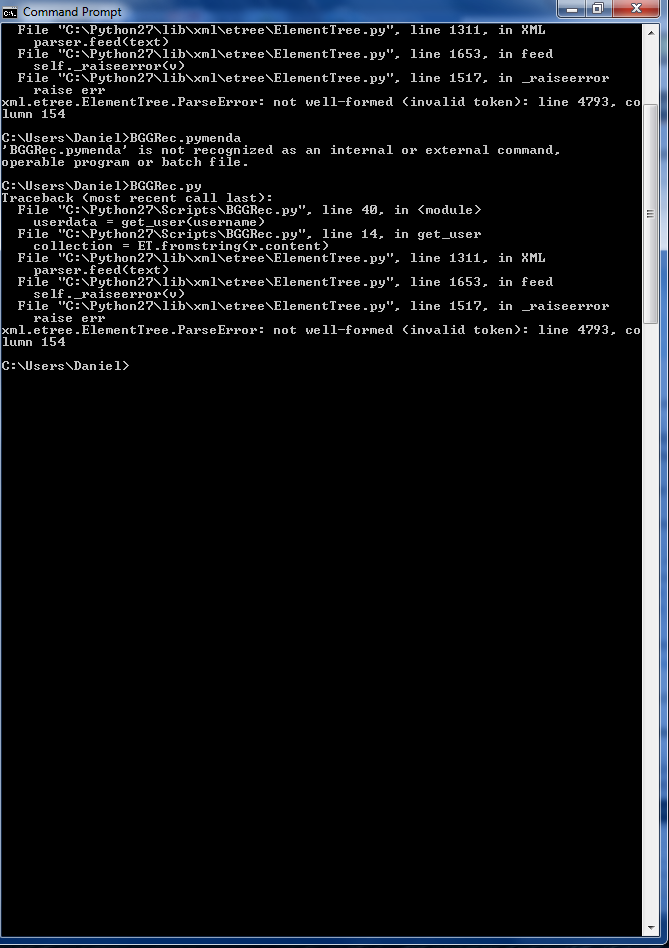 Command Prompt
  File "C:\Python27\lib\xml\etree\ElementTree.py", line 1311, in XML
    parser.feed(text)
  File "C:\Python27\lib\xml\etree\ElementTree.py", line 1653, in feed
    self._raiseerror(v)
  File "C:\Python27\lib\xml\etree\ElementTree.py", line 1517, in _raiseerror
    raise err
xml.etree.ElementTree.ParseError: not well-formed (invalid token): line 4793, co
lumn 154
C:\Users\Daniel>BGGRec.pymenda
'BGGRec.pymenda' is not recognized as an internal or external command,
operable program or batch file.
C:\Users\Daniel>BGGRec.py
Traceback (most recent call last):
  File "C:\Python27\Scripts\BGGRec.py", line 40, in <module>
    userdata = get_user(username)
  File "C:\Python27\Scripts\BGGRec.py", line 14, in get_user
    collection = ET.fromstring(r.content)
  File "C:\Python27\lib\xml\etree\ElementTree.py", line 1311, in XML
    parser.feed(text)
  File "C:\Python27\lib\xml\etree\ElementTree.py", line 1653, in feed
    self._raiseerror(v)
  File "C:\Python27\lib\xml\etree\ElementTree.py", line 1517, in _raiseerror
    raise err
xml.etree.ElementTree.ParseError: not well-formed (invalid token): line 4793, co
lumn 154
C:\Users\Daniel>